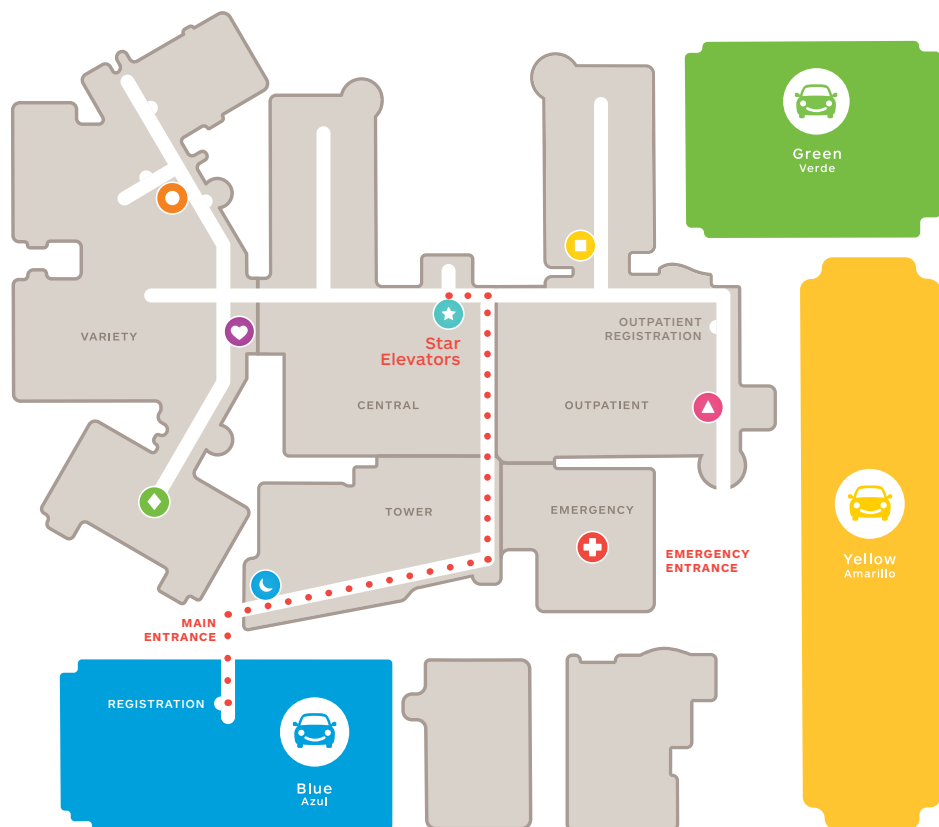 Green
Verde
OUTPATIENT
REGISTRATION
VARIETY
Star
Elevators
CENTRAL
OUTPATIENT
TOWER
EMERGENCY
EMERGENCY
ENTRANCE
Yellow
Amarillo
MAIN
ENTRANCE
REGISTRATION
Blue
Azul